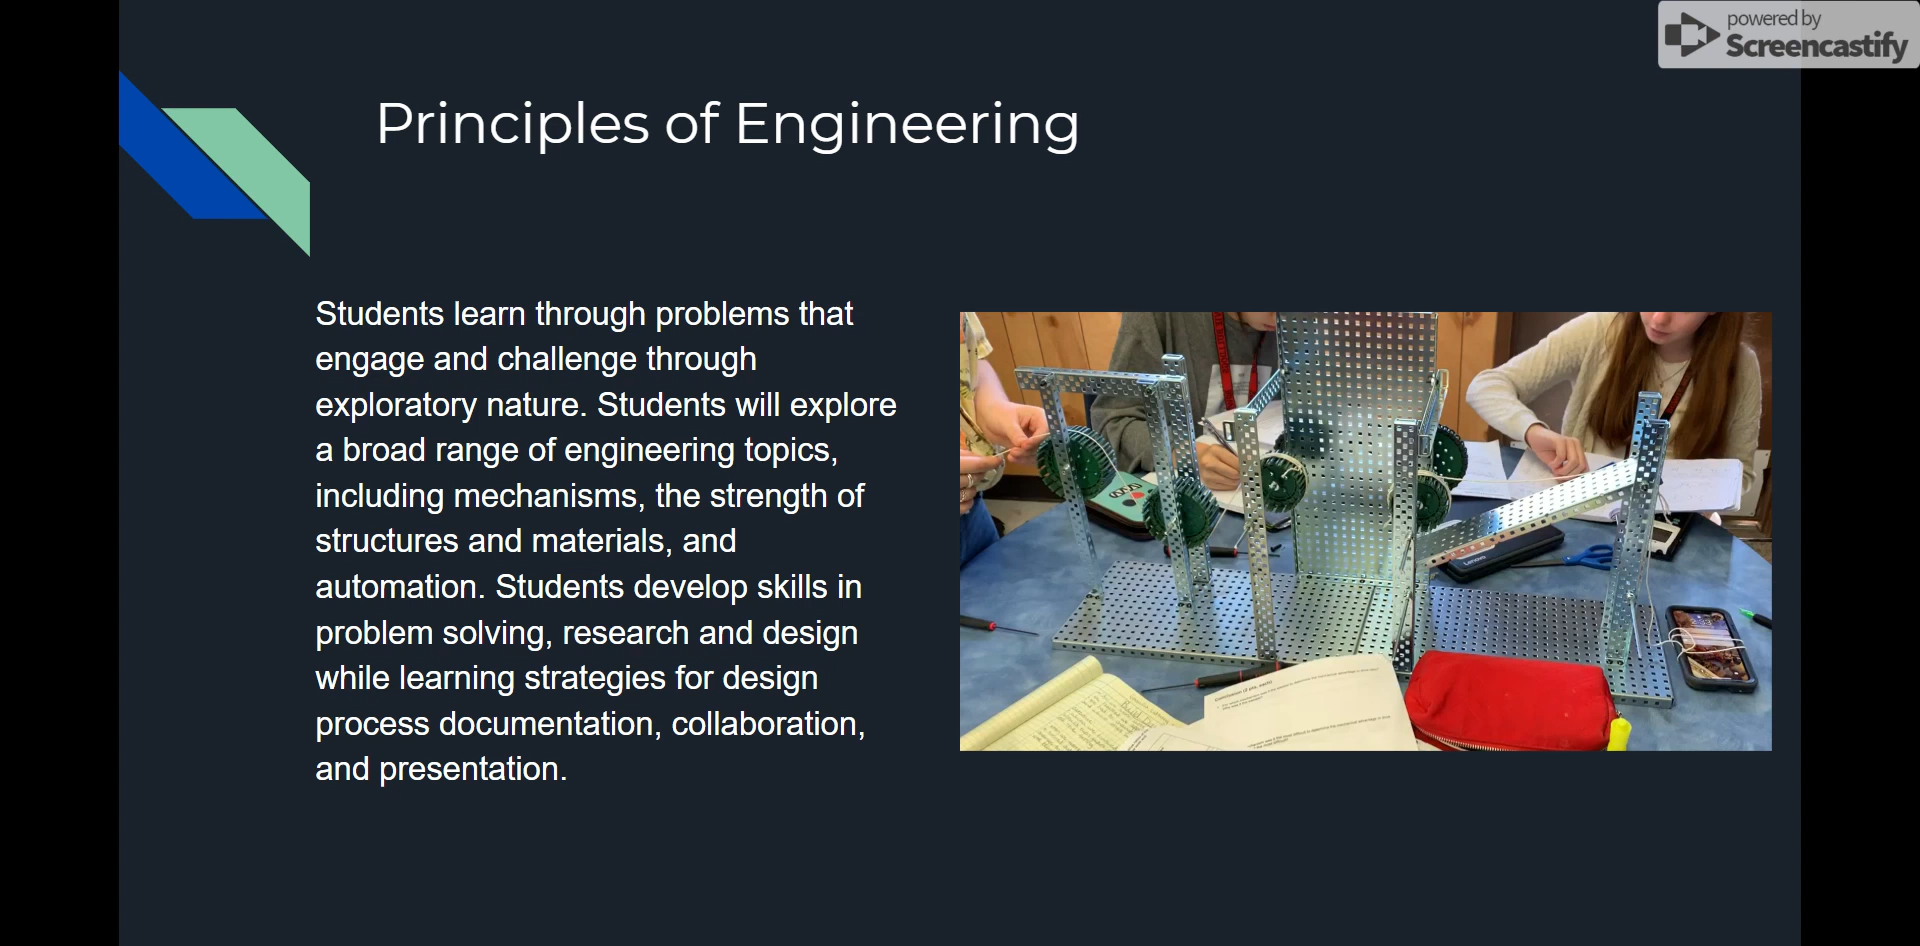 powered by
Screencastify
Principles of Engineering
Students learn through problems that
engage and challenge through
exploratory nature. Students will explore
a broad range of engineering topics,
including mechanisms, the strength of
structures and materials, and
automation. Students develop skills in
problem solving, research and design
while learning strategies for design
process documentation, collaboration,
and presentation.
Lenovo